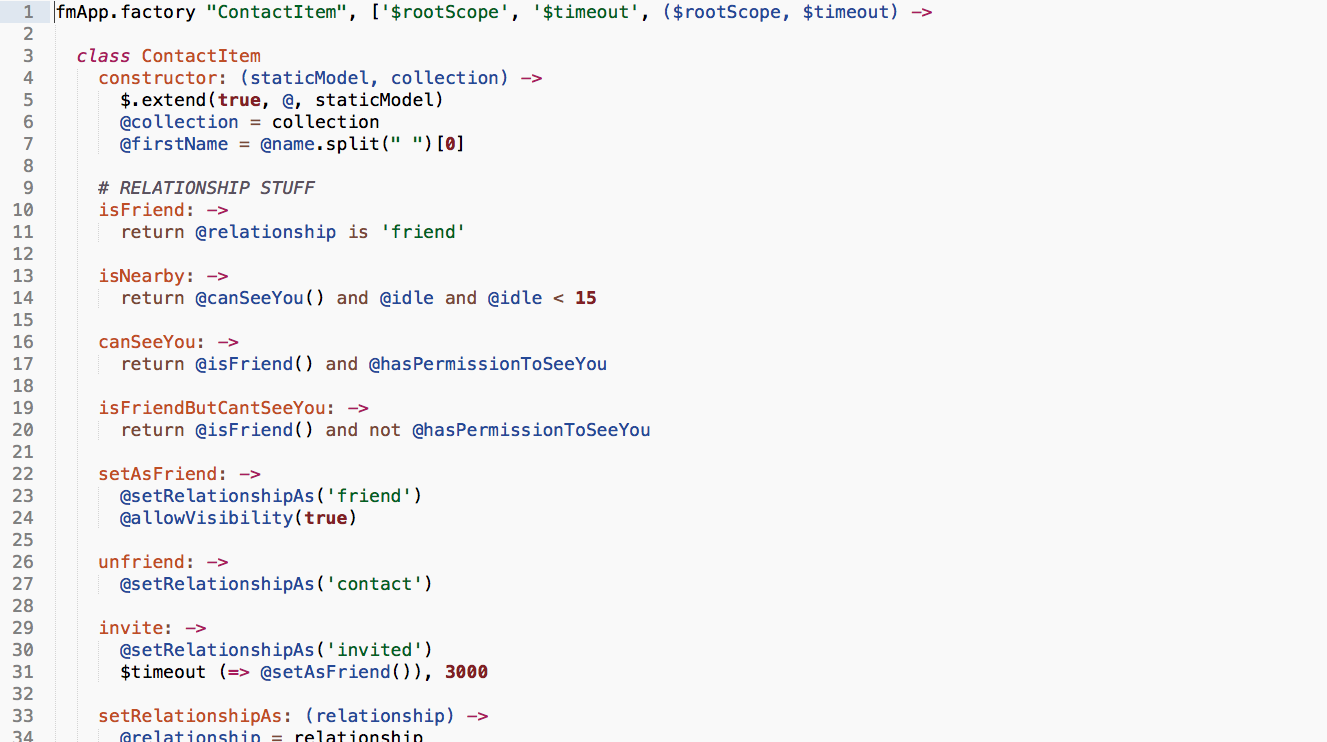 1 fmApp.factory "ContactItem", ['$rootScope', '$timeout', ($rootScope, $timeout) ->
2
3 class ContactItem
4 constructor: (staticModel, collection) ->
5 $.extend(true, @, staticModel)
6 @collection = collection
7 @firstName = @name.split(" ")[0]
8
9 # RELATIONSHIP STUFF
10 isFriend: ->
11 return @relationship is 'friend'
12
13 isNearby: ->
14 return @canSeeYou() and @idle and @idle < 15
15
16 canSeeYou: ->
17 return @isFriend() and @hasPermissionToSeeYou
18
19 isFriendButCantSeeYou: ->
20 return @isFriend() and not @hasPermissionToSeeYou
21
22 setAsFriend: ->
23 @setRelationshipAs('friend')
24 @allowVisibility(true)
25
26 unfriend: ->
27 @setRelationshipAs('contact')
28
29 invite: ->
30 @setRelationshipAs('invited')
31 $timeout (=> @setAsFriend()), 3000
32
33 setRelationshipAs: (relationship) ->
34 @relationship = relationship